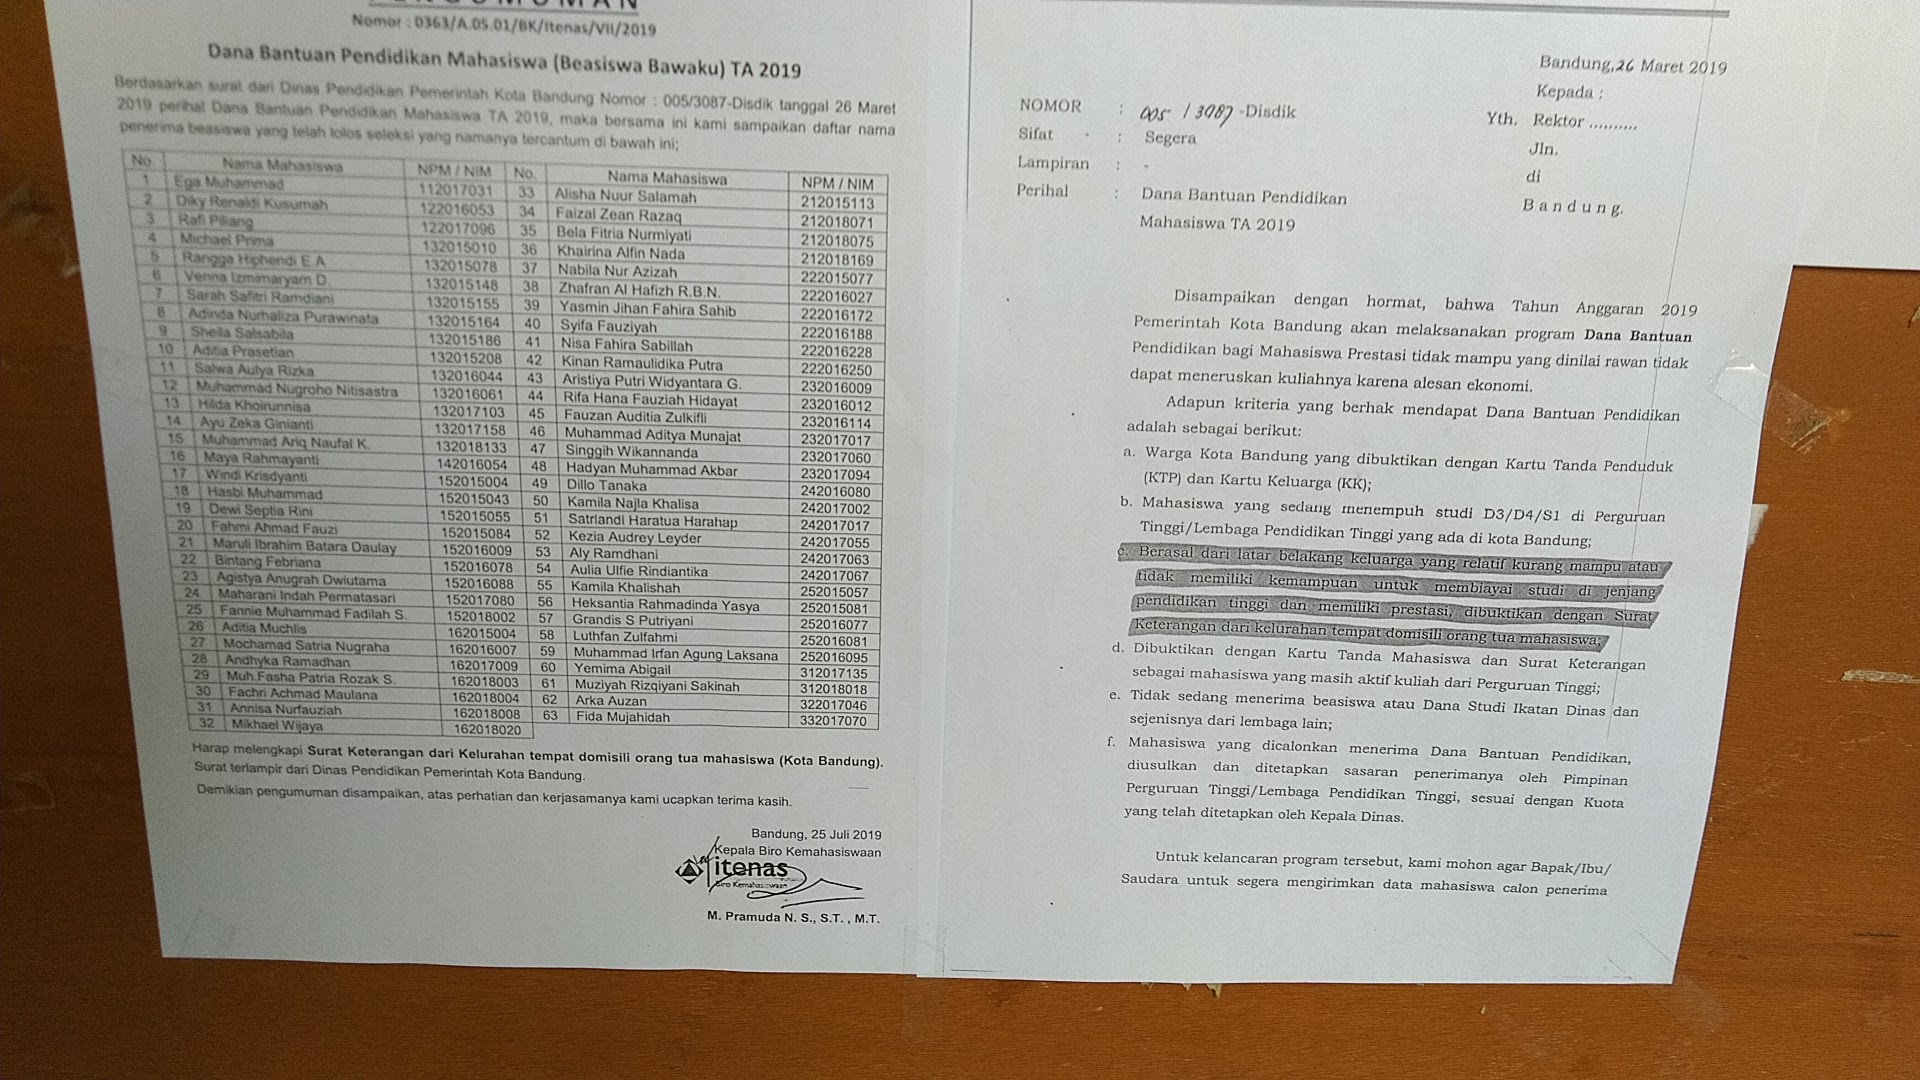 Nomor : 0363/A.05.01/BK/Itenas/VII/2019
Dana Bantuan Pendidikan Mahasiswa (Beasiswa Bawaku) TA 2019
Berdasarkan surat dari Dinas Pendidikan Pemerintah Kota Bandung Nomor : 005/3087-Disdik tanggal 26 Maret
2019 perihal Dana Bantuan Pendidikan Mahasiswa TA 2019, maka bersama ini kami sampaikan daftar nama
penerima beasiswa yang telah lolos seleksi yang namanya tercantum di bawah ini;
No. Nama Mahasiswa NPM / NIM No. Nama Mahasiswa NPM / NIM
1 Ega Muhammad 112017031 33 Alisha Nuur Salamah 212015113
2 Diky Renaldi Kusumah 122016053 34 Faizal Zean Razaq 212018071
3 Rafi Piliang 122017096 35 Bela Fitria Nurmiyati 212018075
4 Michael Prima 132015010 36 Khairina Alfin Nada 212018169
5 Rangga Hiphendi E.A 132015078 37 Nabila Nur Azizah 222015077
6 Venna Izmimaryam D. 132015148 38 Zhafran Al Hafizh R.B.N. 222016027
7 Sarah Safitri Ramdiani 132015155 39 Yasmin Jihan Fahira Sahib 222016172
8 Adinda Nurhaliza Purawinata 132015164 40 Syifa Fauziyah 222016188
9 Sheila Salsabila 132015186 41 Nisa Fahira Sabillah 222016228
10 Aditia Prasetian 132015208 42 Kinan Ramaulidika Putra 222016250
11 Salwa Aulya Rizka 132016044 43 Aristiya Putri Widyantara G. 232016009
12 Muhammad Nugroho Nitisastra 132016061 44 Rifa Hana Fauziah Hidayat 232016012
13 Hilda Khoirunnisa 132017103 45 Fauzan Auditia Zulkifli 232016114
14 Ayu Zeka Ginianti 132017158 46 Muhammad Aditya Munajat 232017017
15 Muhammad Ariq Naufal K. 132018133 47 Singgih Wikannanda 232017060
16 Maya Rahmayanti 142016054 48 Hadyan Muhammad Akbar 232017094
17 Windi Krisdyanti 152015004 49 Dillo Tanaka 242016080
18 Hasbi Muhammad 152015043 50 Kamila Najla Khalisa 242017002
19 Dewi Septia Rini 152015055 51 Satriandi Haratua Harahap 242017017
20 Fahmi Ahmad Fauzi 152015084 52 Kezia Audrey Leyder 242017055
21 Maruli Ibrahim Batara Daulay 152016009 53 Aly Ramdhani 242017063
22 Bintang Febriana 152016078 54 Aulia Ulfie Rindiantika 242017067
23 Agistya Anugrah Dwiutama 152016088 55 Kamila Khalishah 252015057
24 Maharani Indah Permatasari 152017080 56 Heksantia Rahmadinda Yasya 252015081
25 Fannie Muhammad Fadilah S. 152018002 57 Grandis S Putriyani 252016077
26 Aditia Muchlis 162015004 58 Luthfan Zulfahmi 252016081
27 Mochamad Satria Nugraha 162016007 59 Muhammad Irfan Agung Laksana 252016095
28 Andhyka Ramadhan 162017009 60 Yemima Abigail 312017135
29 Muh.Fasha Patria Rozak S. 162018003 61 Muziyah Rizqiyani Sakinah 312018018
30 Fachri Achmad Maulana 162018004 62 Arka Auzan 322017046
31 Annisa Nurfauziah 162018008 63 Fida Mujahidah 332017070
32 Mikhael Wijaya 162018020
Harap melengkapi Surat Keterangan dari Kelurahan tempat domisili orang tua mahasiswa (Kota Bandung).
Surat terlampir dari Dinas Pendidikan Pemerintah Kota Bandung.
Demikian pengumuman disampaikan, atas perhatian dan kerjasamanya kami ucapkan terima kasih.
Bandung, 25 Juli 2019
Kepala Biro Kemahasiswaan
itenas
Biro Kemahasiswaan
M. Pramuda N. S., S.T. , M.T.
Bandung, 26 Maret 2019
Kepada :
Yth. Rektor ..........
Jln.
di
Bandung.
NOMOR : 005 / 3087 -Disdik
Sifat : Segera
Lampiran : -
Perihal : Dana Bantuan Pendidikan
Mahasiswa TA 2019
Disampaikan dengan hormat, bahwa Tahun Anggaran 2019
Pemerintah Kota Bandung akan melaksanakan program Dana Bantuan
Pendidikan bagi Mahasiswa Prestasi tidak mampu yang dinilai rawan tidak
dapat meneruskan kuliahnya karena alesan ekonomi.
Adapun kriteria yang berhak mendapat Dana Bantuan Pendidikan
adalah sebagai berikut:
a. Warga Kota Bandung yang dibuktikan dengan Kartu Tanda Penduduk
(KTP) dan Kartu Keluarga (KK);
b. Mahasiswa yang sedang menempuh studi D3/D4/S1 di Perguruan
Tinggi/Lembaga Pendidikan Tinggi yang ada di kota Bandung;
c. Berasal dari latar belakang keluarga yang relatif kurang mampu atau
tidak memiliki kemampuan untuk membiayai studi di jenjang
pendidikan tinggi dan memiliki prestasi, dibuktikan dengan Surat
Keterangan dari kelurahan tempat domisili orang tua mahasiswa;
d. Dibuktikan dengan Kartu Tanda Mahasiswa dan Surat Keterangan
sebagai mahasiswa yang masih aktif kuliah dari Perguruan Tinggi;
e. Tidak sedang menerima beasiswa atau Dana Studi Ikatan Dinas dan
sejenisnya dari lembaga lain;
f. Mahasiswa yang dicalonkan menerima Dana Bantuan Pendidikan,
diusulkan dan ditetapkan sasaran penerimanya oleh Pimpinan
Perguruan Tinggi/Lembaga Pendidikan Tinggi, sesuai dengan Kuota
yang telah ditetapkan oleh Kepala Dinas.
Untuk kelancaran program tersebut, kami mohon agar Bapak/Ibu/
Saudara untuk segera mengirimkan data mahasiswa calon penerima